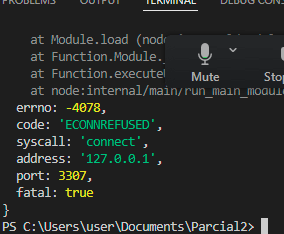 PROBLEMS OUTPUT TERMINAL DEBUG CON
at Module.load (nod
at Function.Module.
at Function.execute
at node:internal/main/run_main_modul
Mute
Stop
errno: -4078,
code: 'ECONNREFUSED',
syscall: 'connect',
address: '127.0.0.1',
port: 3307,
fatal: true
}
PS C:\Users\user\Documents\Parcial2>